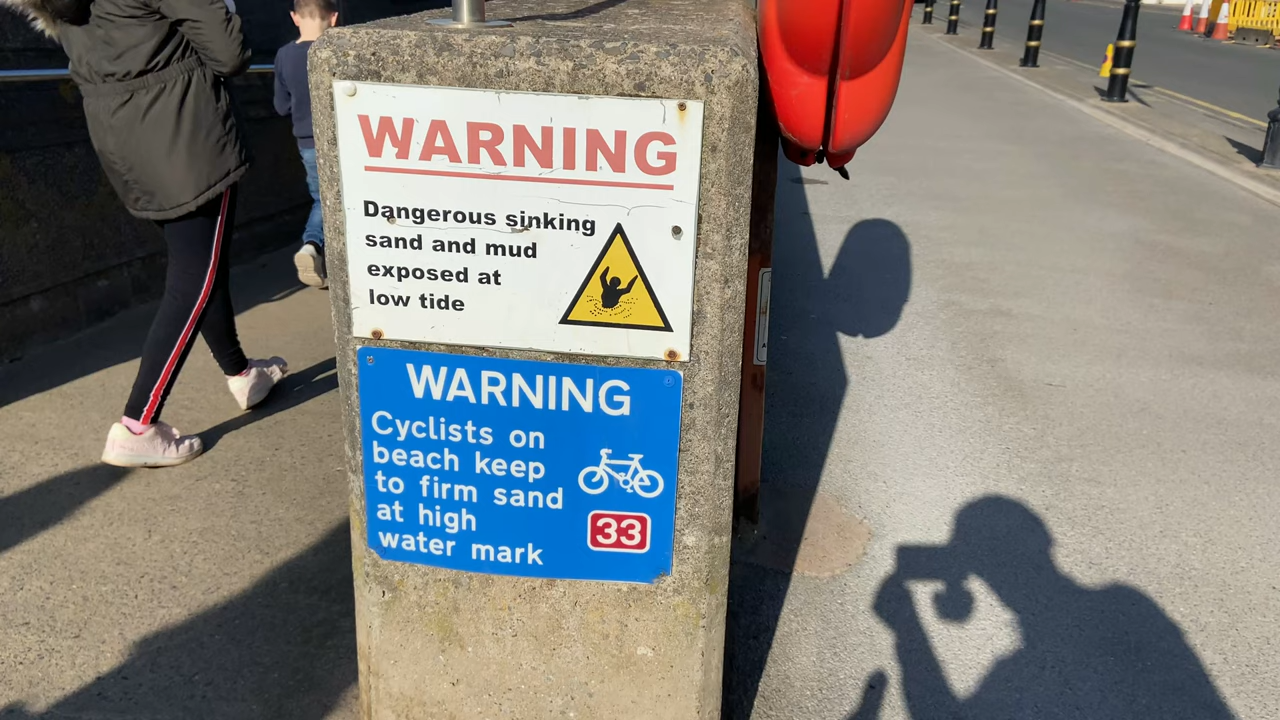 WARNING
Dangerous sinking
sand and mud
exposed at
low tide
WARNING
Cyclists on
beach keep
to firm sand
at high
water mark
33